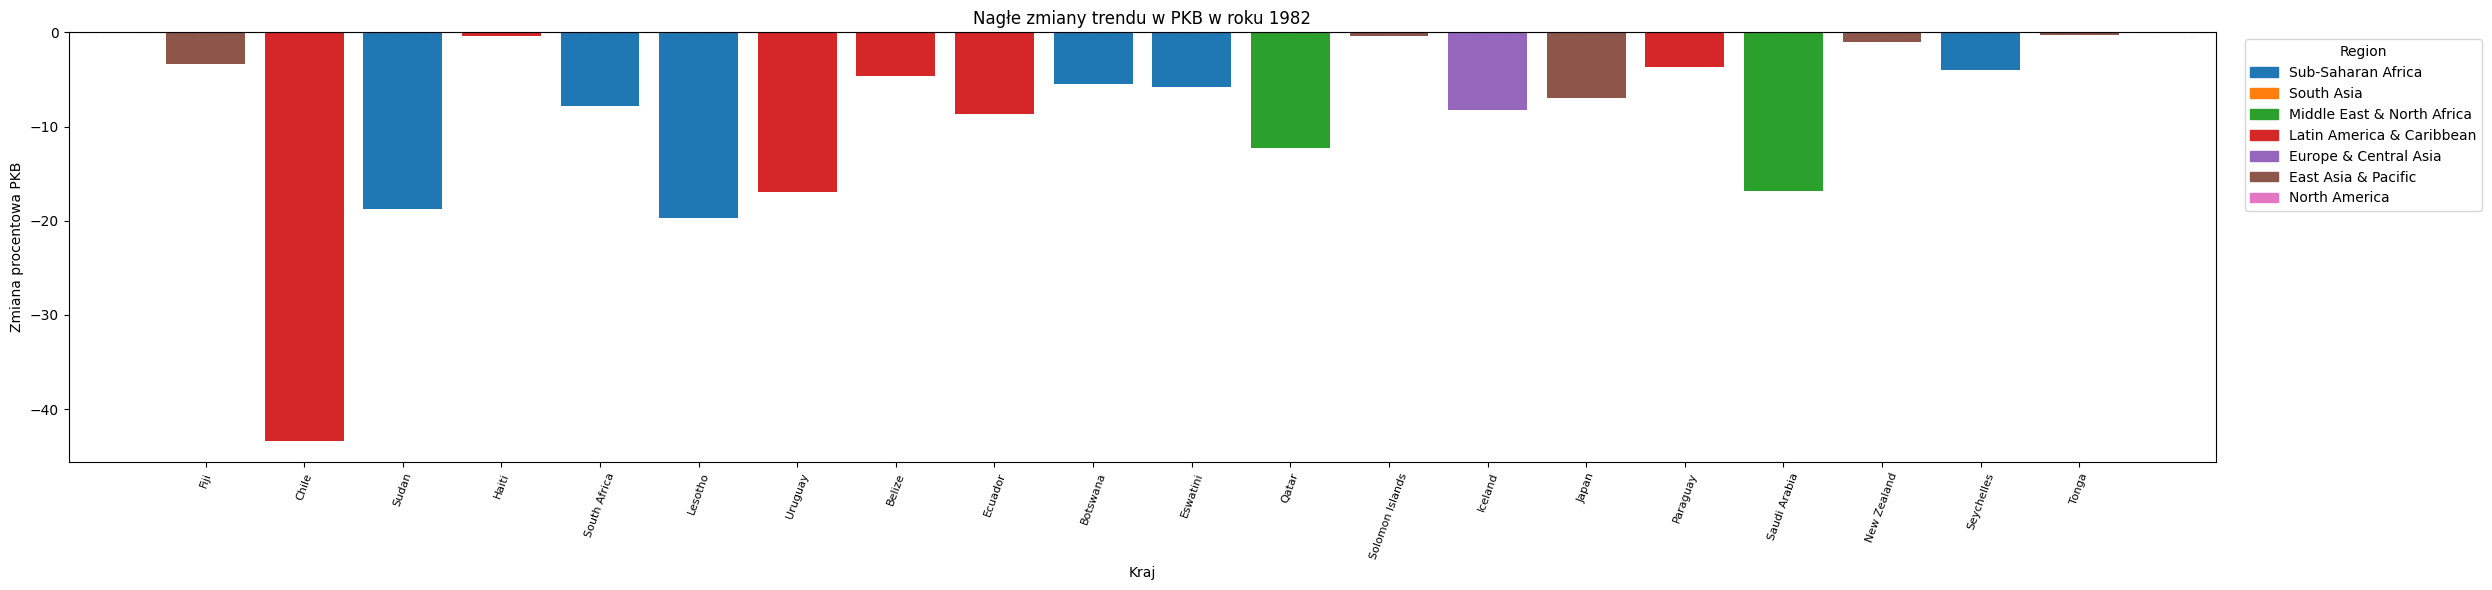 Nagłe zmiany trendu w PKB w roku 1982
Zmiana procentowa PKB
0
−10
−20
−30
−40
Fiji
Chile
Sudan
Haiti
South Africa
Lesotho
Uruguay
Belize
Ecuador
Botswana
Eswatini
Qatar
Solomon Islands
Iceland
Japan
Paraguay
Saudi Arabia
New Zealand
Seychelles
Tonga
Kraj
Region
Sub-Saharan Africa
South Asia
Middle East & North Africa
Latin America & Caribbean
Europe & Central Asia
East Asia & Pacific
North America